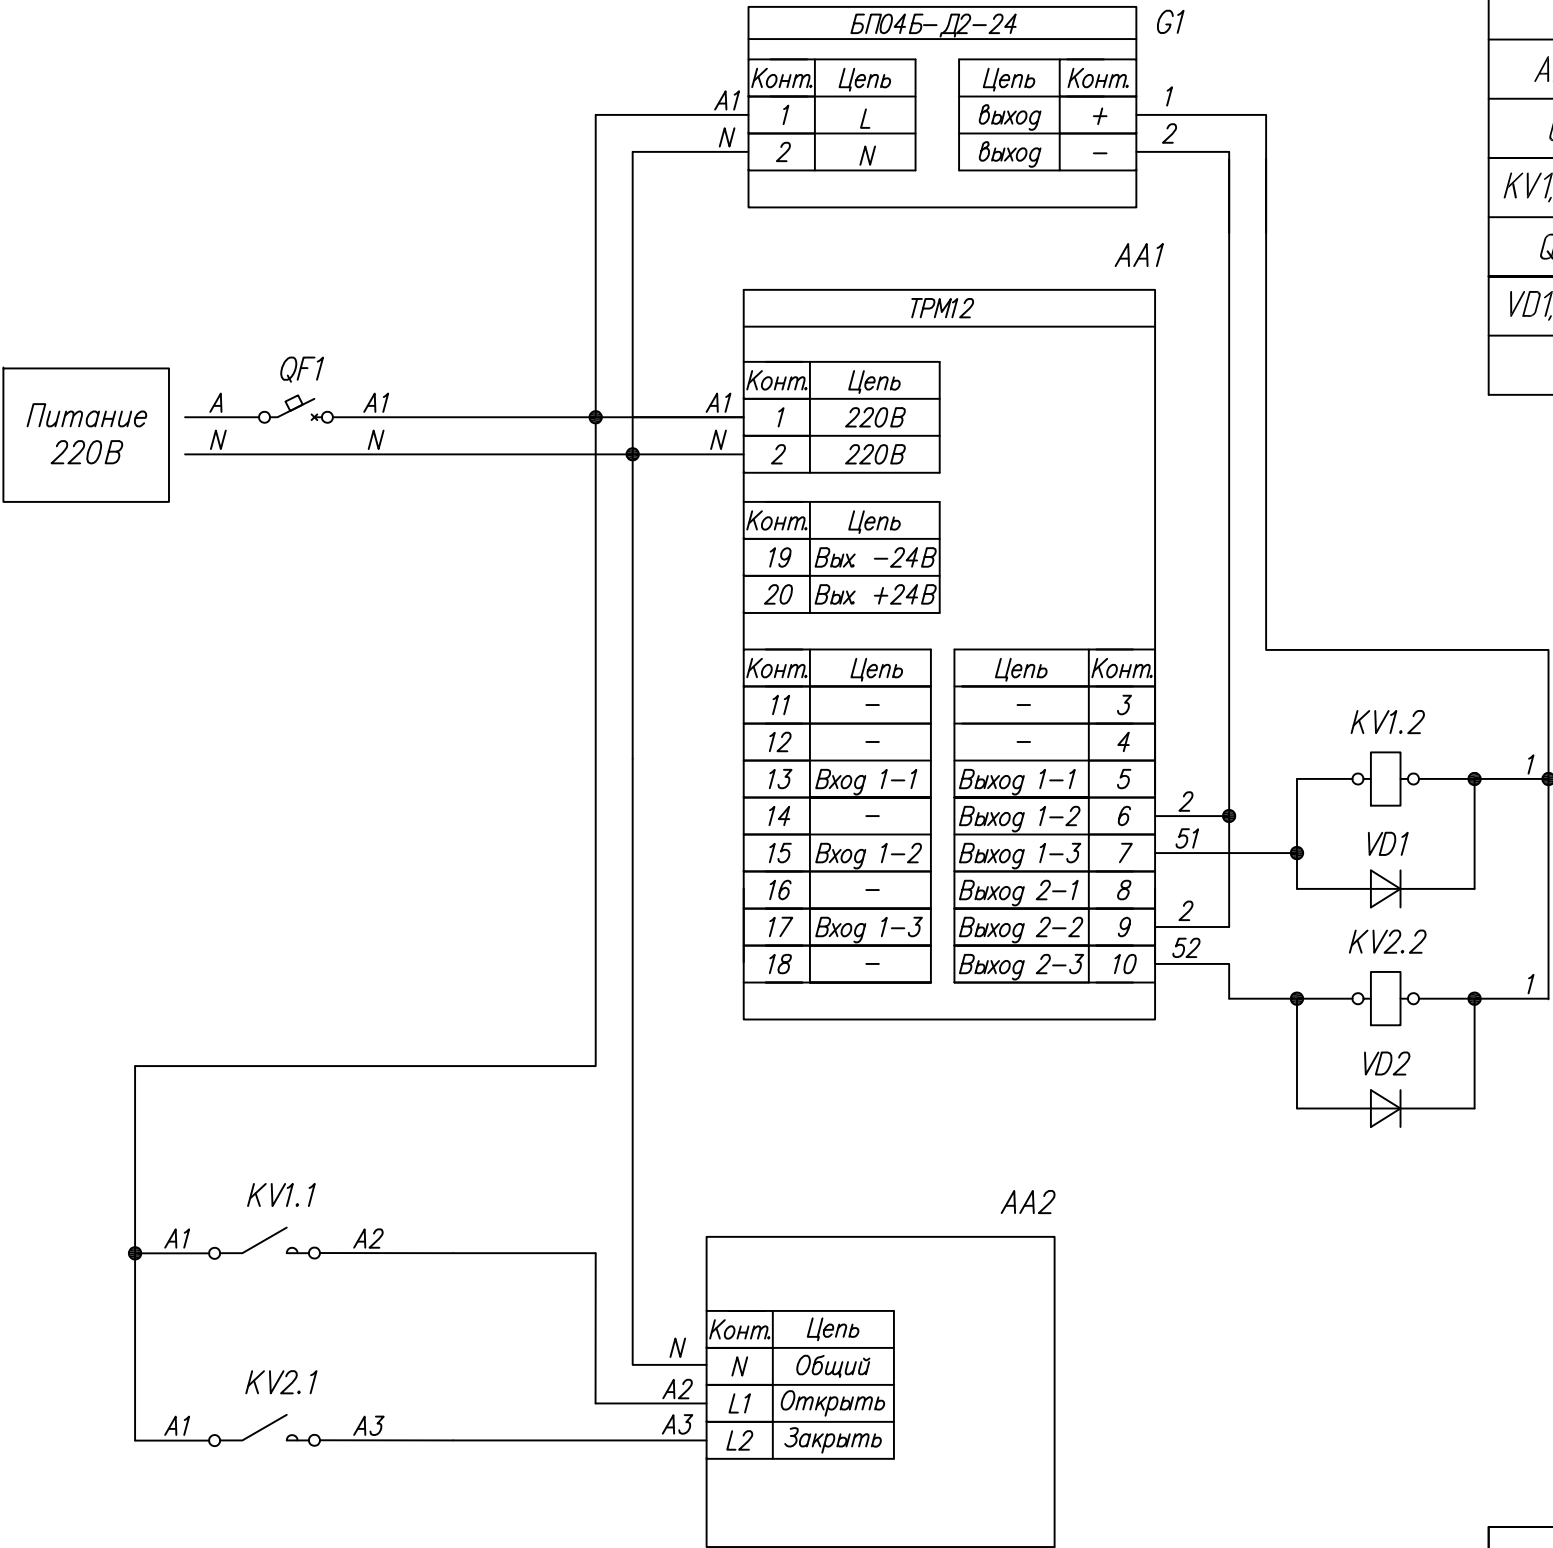 БП04Б-Д2-24
G1
Конт. Цепь Цепь Конт.
A1 1 L выход + 1
N 2 N выход - 2
AA1
ТРМ12
Питание
220В
QF1
A A1 A1
N N N
Конт. Цепь
1 220В
2 220В
Конт. Цепь
19 Вых. -24В
20 Вых. +24В
Конт. Цепь Цепь Конт.
11 - - 3
12 - - 4
13 Вход 1-1 Выход 1-1 5
14 - Выход 1-2 6 2
15 Вход 1-2 Выход 1-3 7 51
16 - Выход 2-1 8
17 Вход 1-3 Выход 2-2 9 2
18 - Выход 2-3 10 52
KV1.2
1
VD1
KV2.2
1
VD2
KV1.1
A1 A2
KV2.1
A1 A3
AA2
Конт. Цепь
N N Общий
A2 L1 Открыть
A3 L2 Закрыть
A
KV1,
Q
VD1,